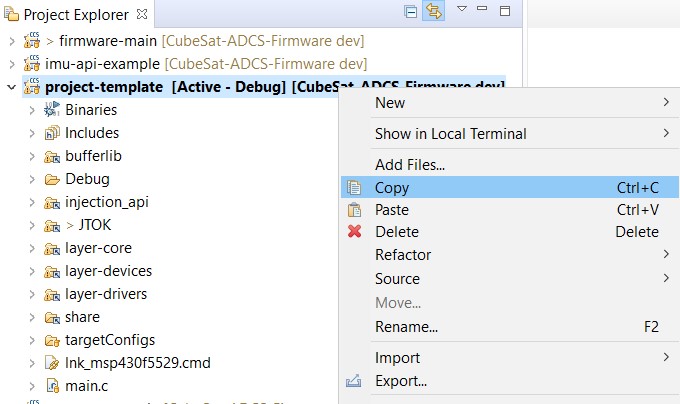 Project Explorer
> firmware-main [CubeSat-ADCS-Firmware dev]
imu-api-example [CubeSat-ADCS-Firmware dev]
project-template [Active - Debug] [CubeSat-ADCS-Firmware dev]
Binaries
Includes
bufferlib
Debug
injection_api
> JTOK
layer-core
layer-devices
layer-drivers
share
targetConfigs
lnk_msp430f5529.cmd
main.c
New
Show in Local Terminal
Add Files...
Copy Ctrl+C
Paste Ctrl+V
Delete Delete
Refactor
Source
Move...
Rename... F2
Import
Export...